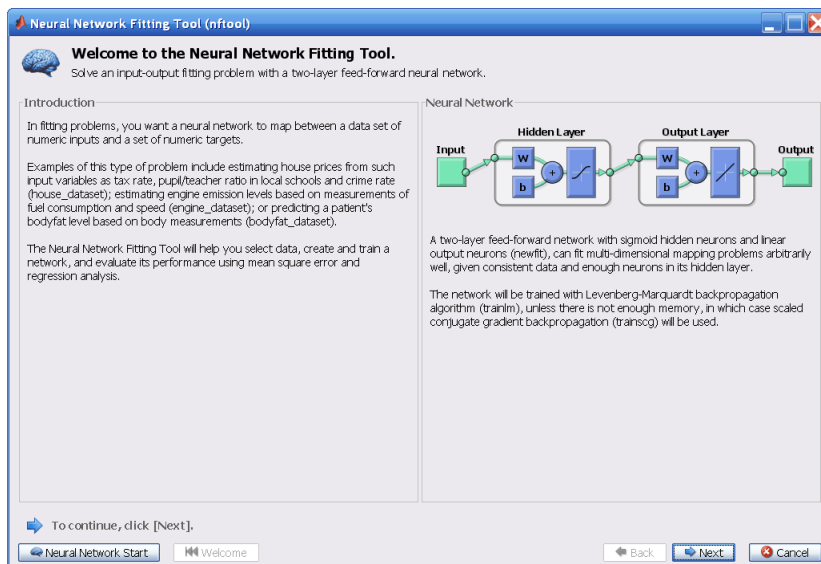 Neural Network Fitting Tool (nftool)
Welcome to the Neural Network Fitting Tool.
Solve an input-output fitting problem with a two-layer feed-forward neural network.
Introduction
In fitting problems, you want a neural network to map between a data set of
numeric inputs and a set of numeric targets.
Examples of this type of problem include estimating house prices from such
input variables as tax rate, pupil/teacher ratio in local schools and crime rate
(house_dataset); estimating engine emission levels based on measurements of
fuel consumption and speed (engine_dataset); or predicting a patient's
bodyfat level based on body measurements (bodyfat_dataset).
The Neural Network Fitting Tool will help you select data, create and train a
network, and evaluate its performance using mean square error and
regression analysis.
Neural Network
Hidden Layer
Output Layer
Input
Output
W
b
+
W
b
+
A two-layer feed-forward network with sigmoid hidden neurons and linear
output neurons (newfit), can fit multi-dimensional mapping problems arbitrarily
well, given consistent data and enough neurons in its hidden layer.
The network will be trained with Levenberg-Marquardt backpropagation
algorithm (trainlm), unless there is not enough memory, in which case scaled
conjugate gradient backpropagation (trainscg) will be used.
To continue, click [Next].
Neural Network Start
Welcome
Back
Next
Cancel